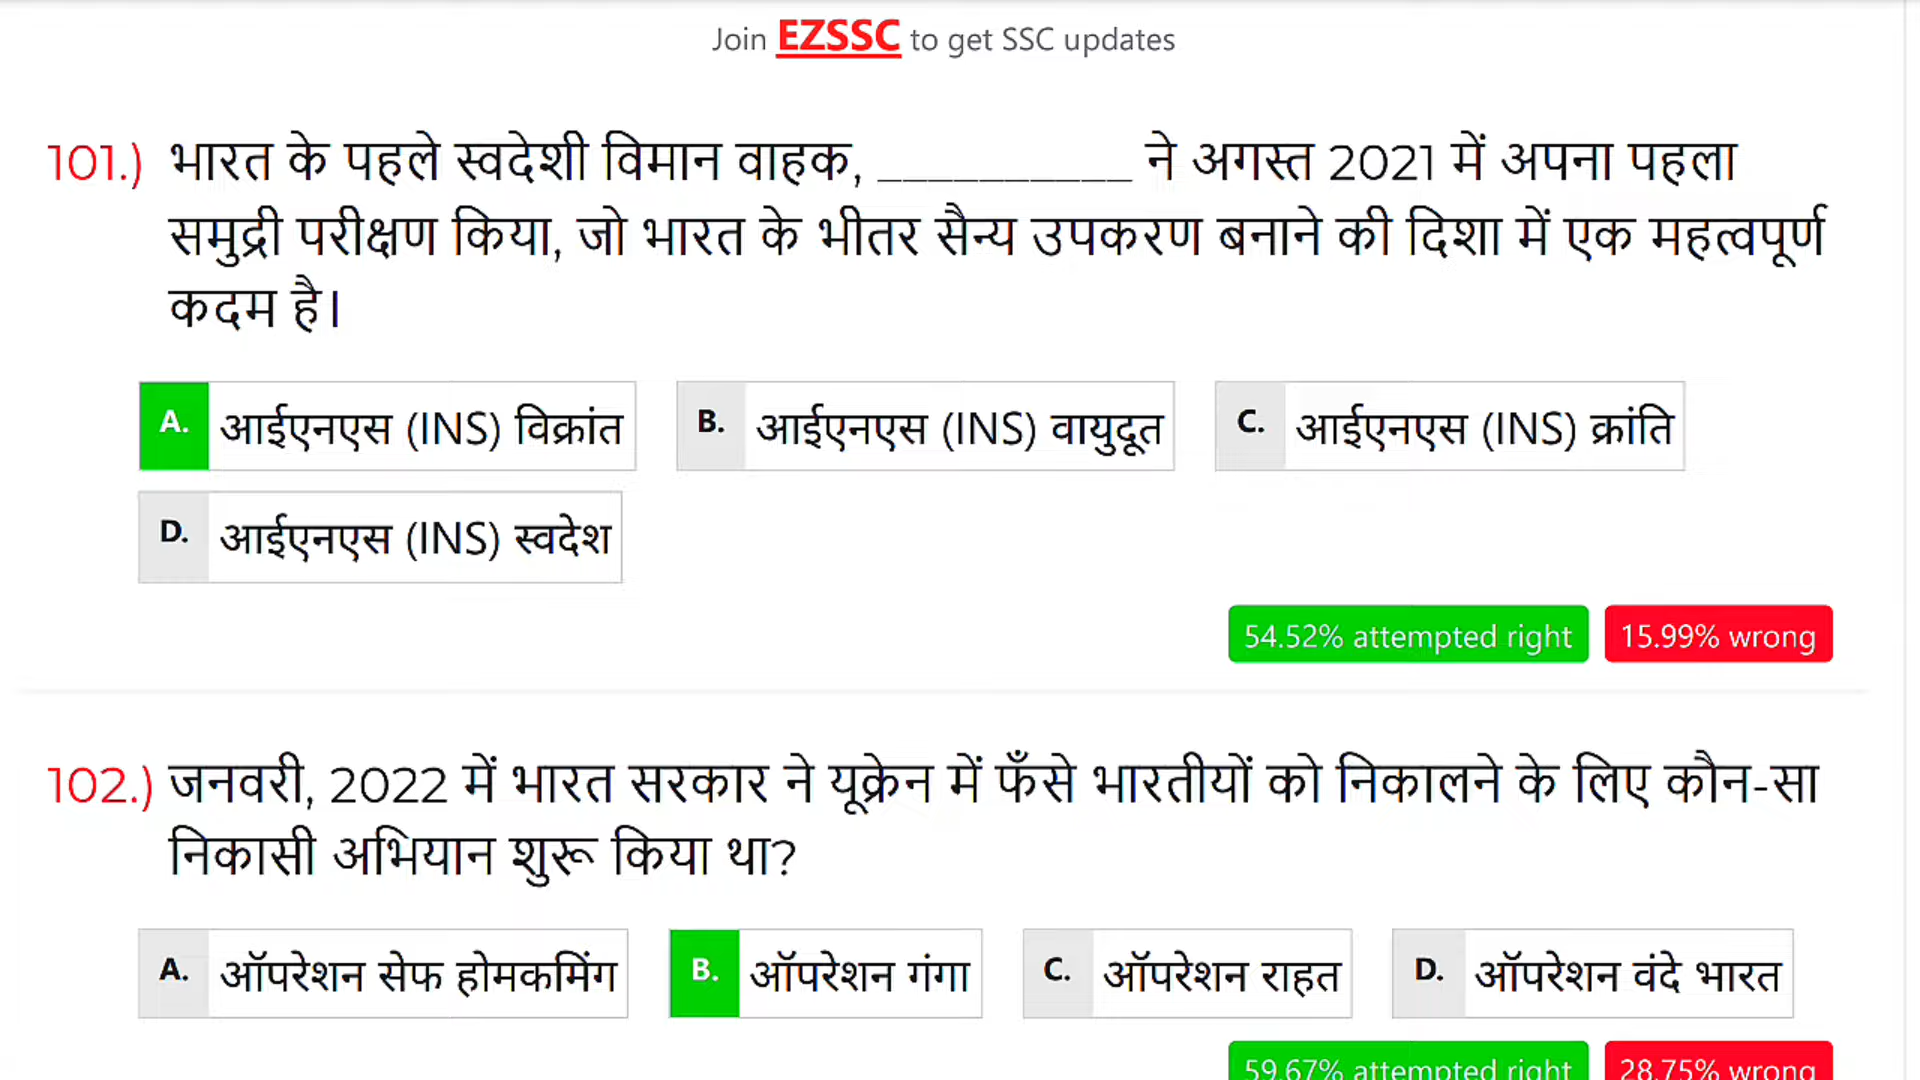 Join EZSSC to get SSC updates
101.) भारत के पहले स्वदेशी विमान वाहक, __________ ने अगस्त 2021 में अपना पहला
समुद्री परीक्षण किया, जो भारत के भीतर सैन्य उपकरण बनाने की दिशा में एक महत्वपूर्ण
कदम है।
A. आईएनएस (INS) विक्रांत B. आईएनएस (INS) वायुदूत C. आईएनएस (INS) क्रांति
D. आईएनएस (INS) स्वदेश
54.52% attempted right 15.99% wrong
102.) जनवरी, 2022 में भारत सरकार ने यूक्रेन में फँसे भारतीयों को निकालने के लिए कौन-सा
निकासी अभियान शुरू किया था?
A. ऑपरेशन सेफ होमकमिंग B. ऑपरेशन गंगा C. ऑपरेशन राहत D. ऑपरेशन वंदे भारत
59.67% attempted right 28.75% wrong